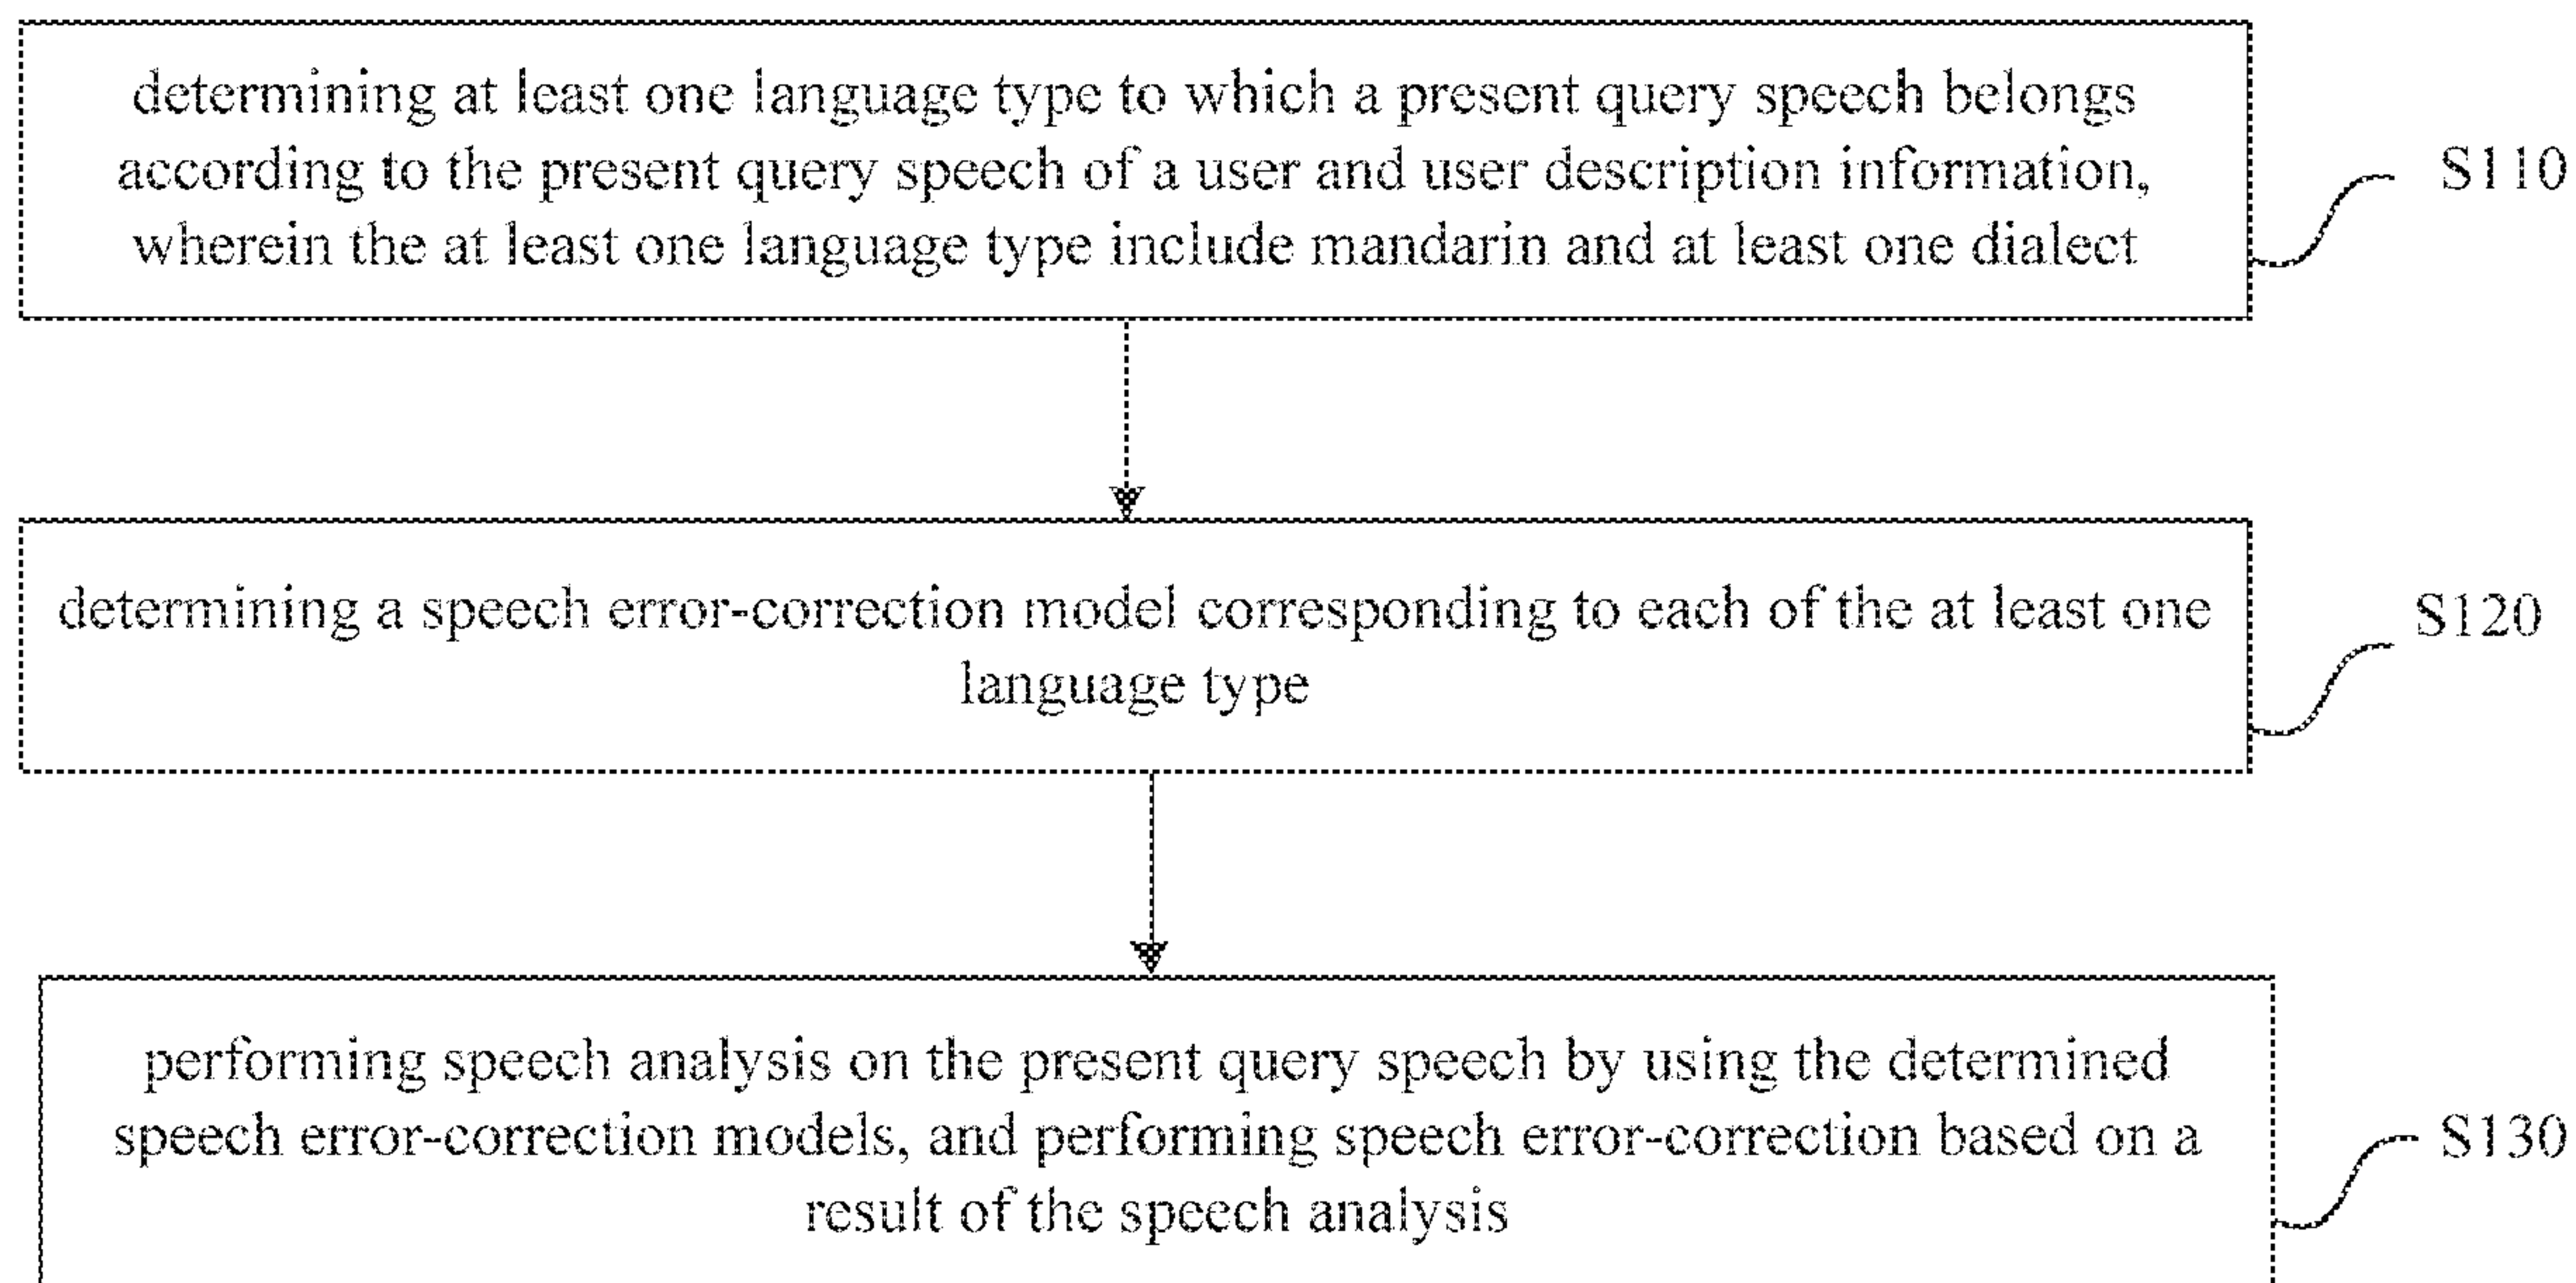 determining at least one language type to which a present query speech belongs
according to the present query speech of a user and user description information,
wherein the at least one language type include mandarin and at least one dialect
S110
determining a speech error-correction model corresponding to each of the at least one
language type
S120
performing speech analysis on the present query speech by using the determined
speech error-correction models, and performing speech error-correction based on a
result of the speech analysis
S130